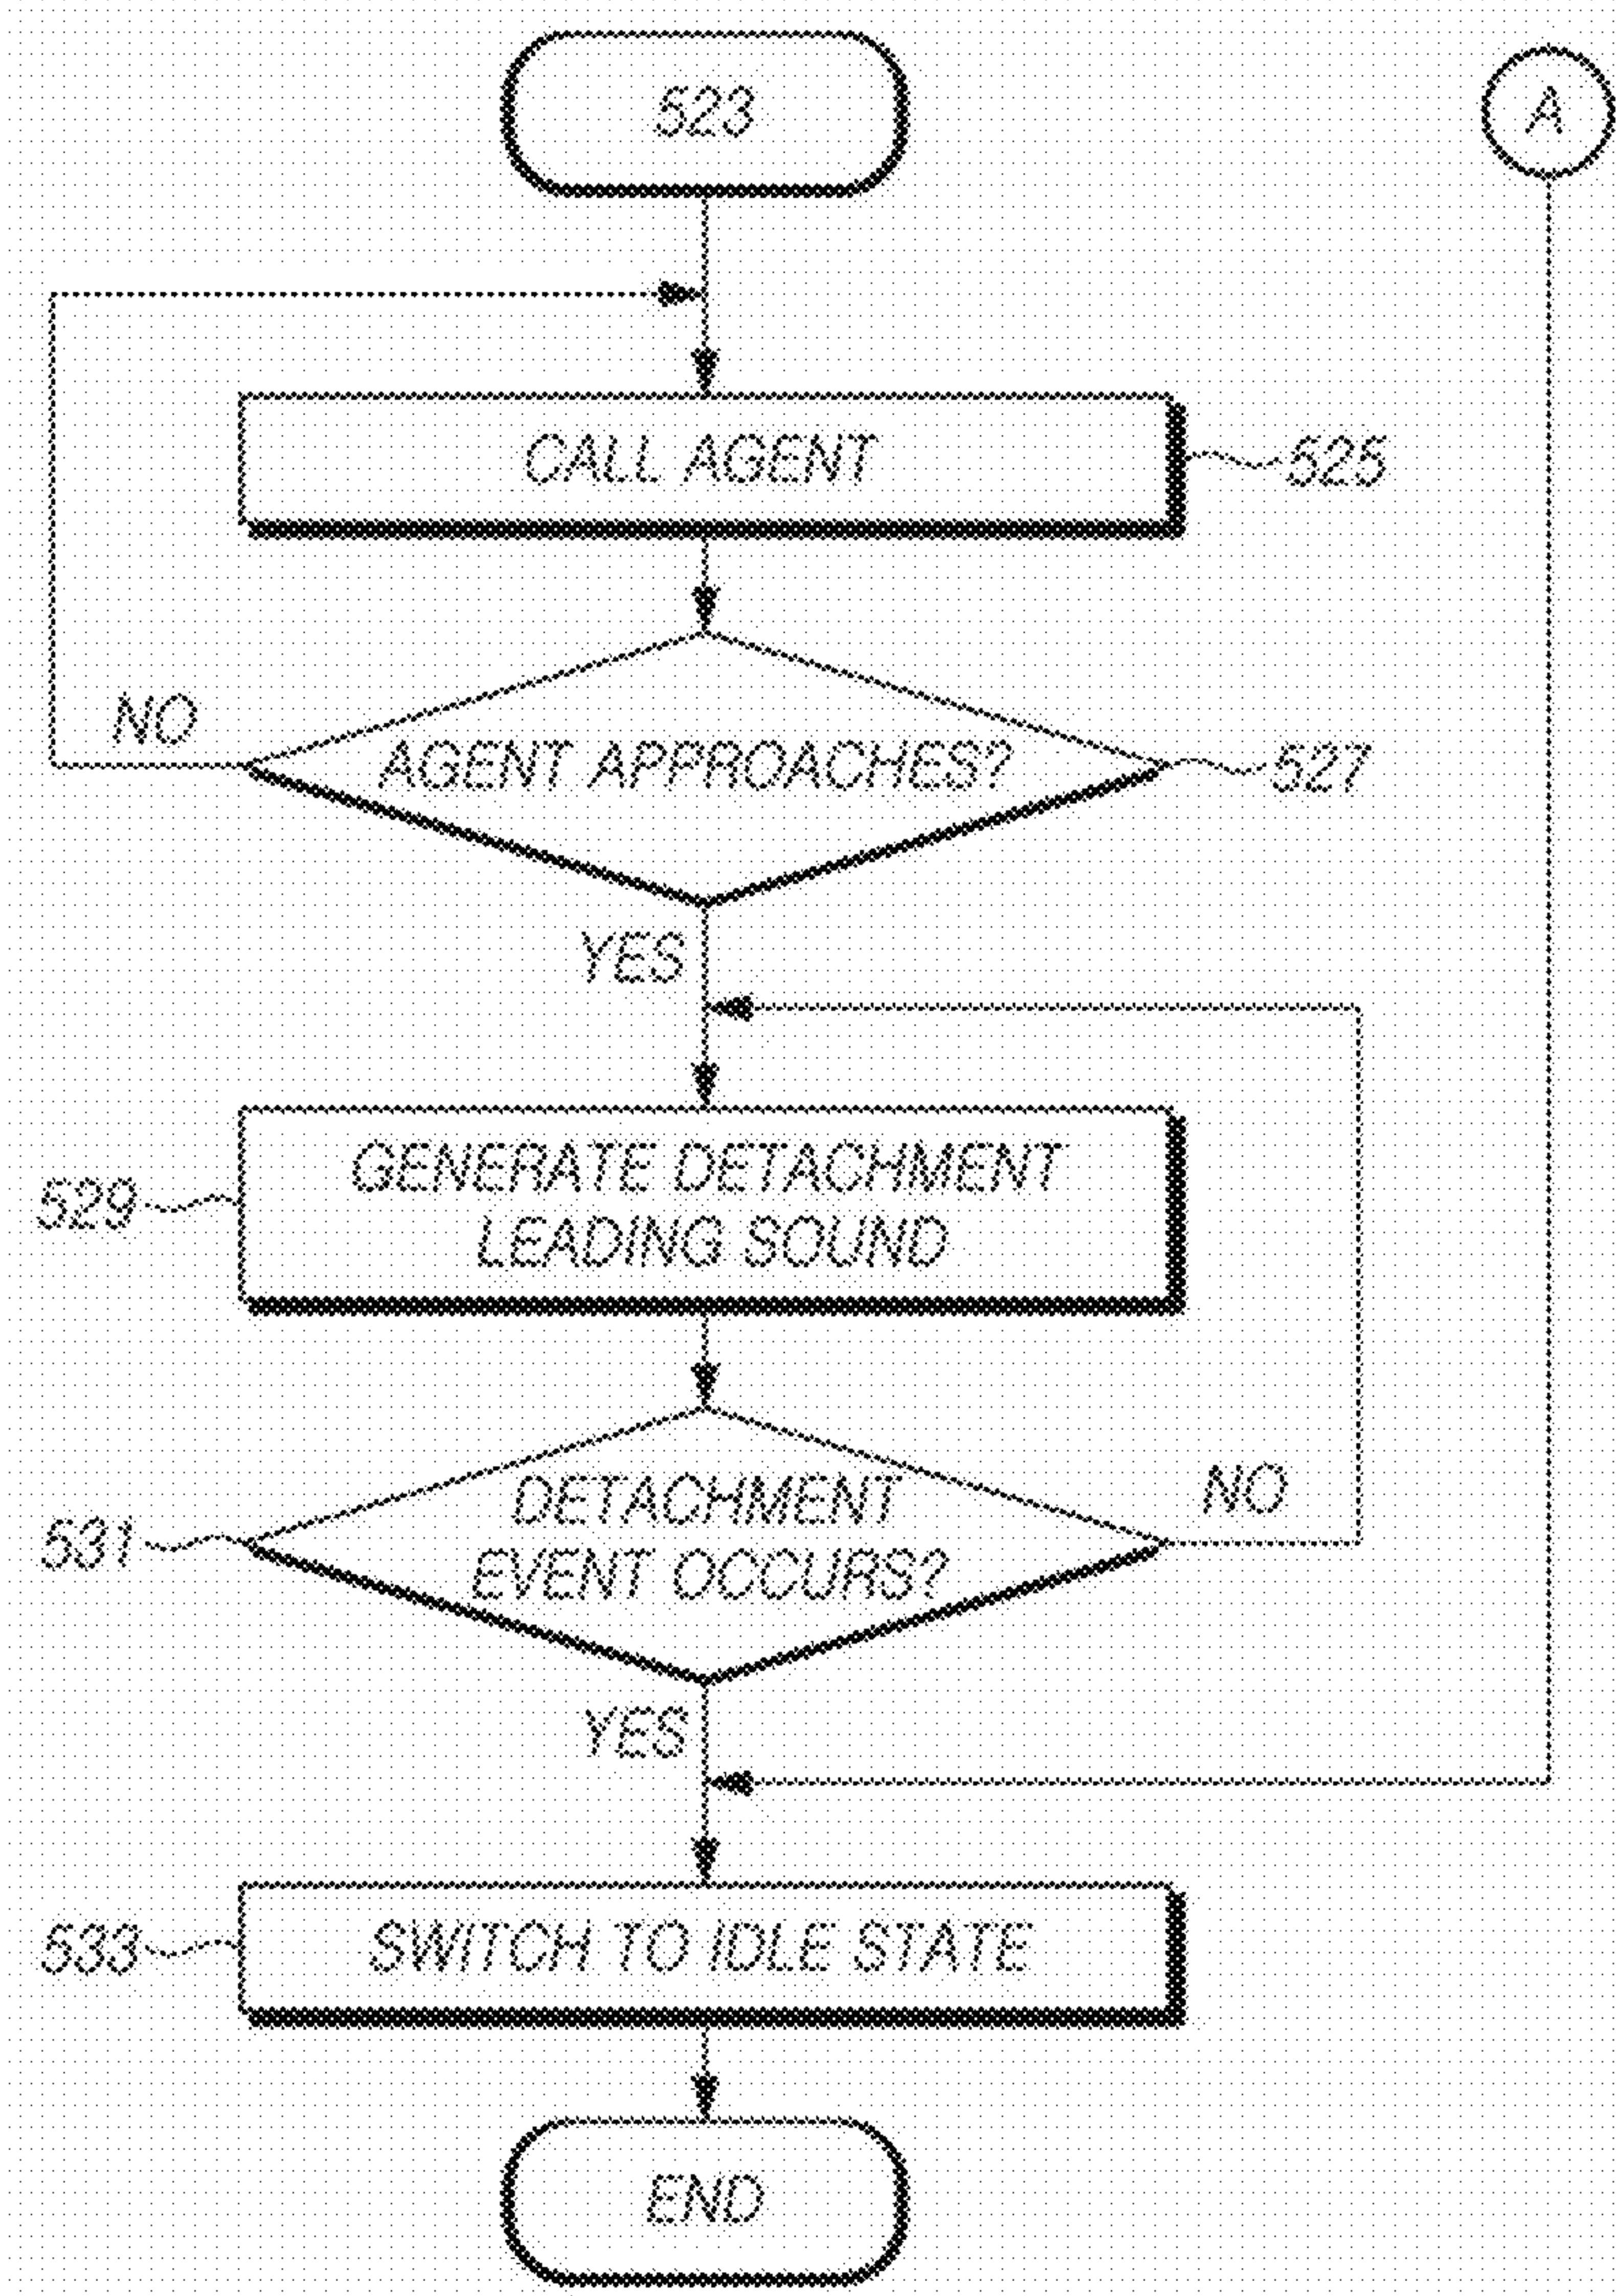 523
A
CALL AGENT
525
NO
AGENT APPROACHES?
527
YES
GENERATE DETACHMENT
LEADING SOUND
529
DETACHMENT
EVENT OCCURS?
531
NO
YES
533
SWITCH TO IDLE STATE
END